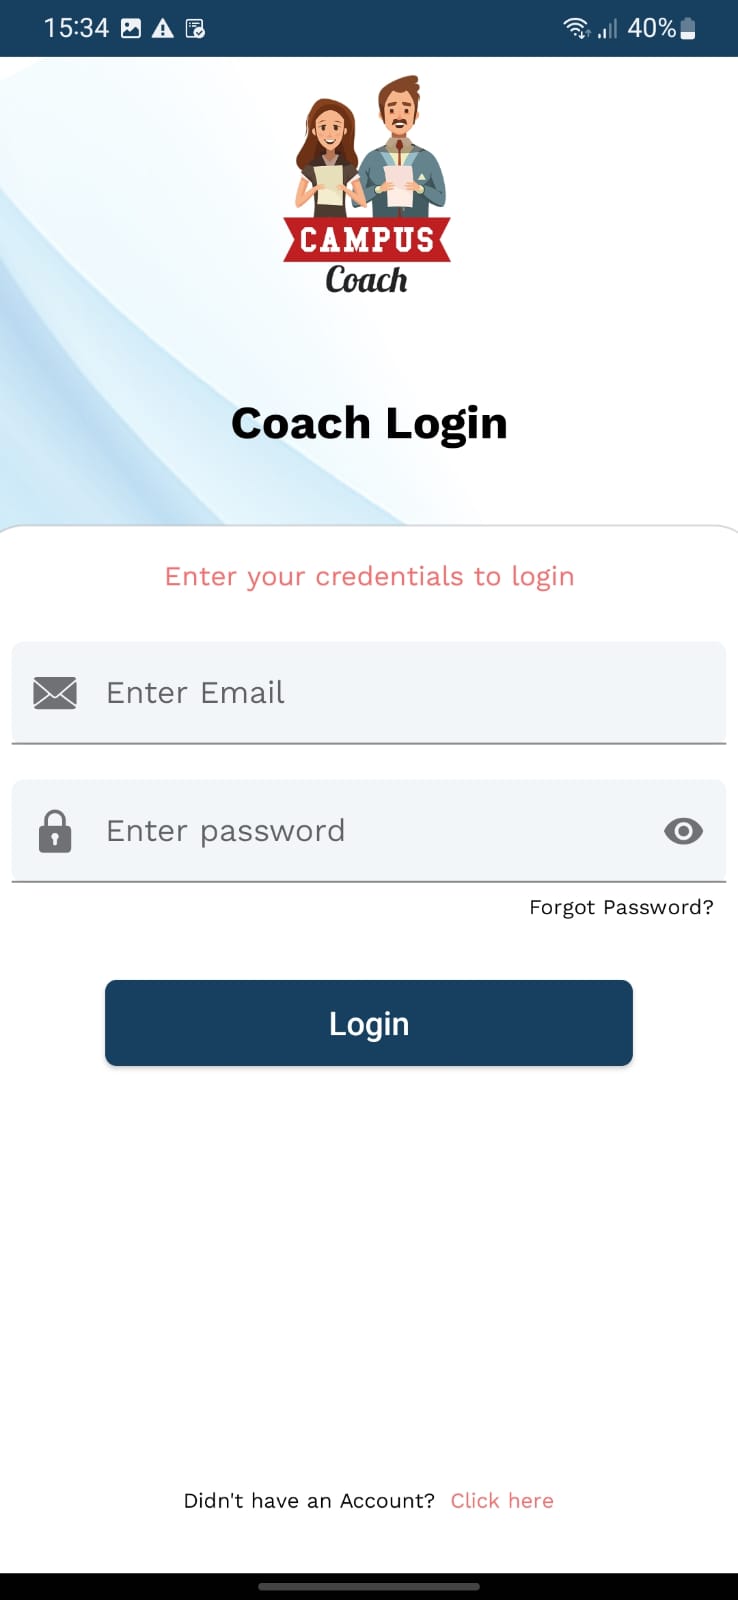 15:34 40%
CAMPUS
Coach
Coach Login
Enter your credentials to login
Enter Email
Enter password
Forgot Password?
Login
Didn't have an Account? Click here